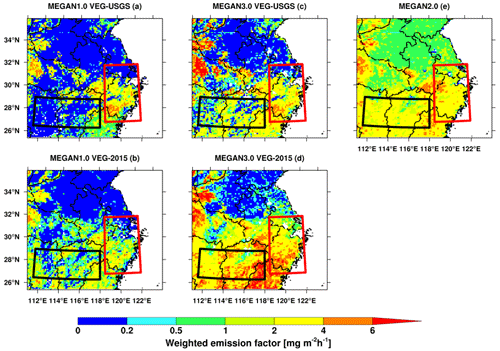 MEGAN1.0 VEG-USGS (a)
MEGAN3.0 VEG-USGS (c)
MEGAN2.0 (e)
34°N
32°N
30°N
28°N
26°N
112°E 114°E 116°E 118°E 120°E 122°E
MEGAN1.0 VEG-2015 (b)
MEGAN3.0 VEG-2015 (d)
34°N
32°N
30°N
28°N
26°N
112°E 114°E 116°E 118°E 120°E 122°E
112°E 114°E 116°E 118°E 120°E 122°E
0 0.2 0.5 1 2 4 6
Weighted emission factor [mg m⁻²h⁻¹]